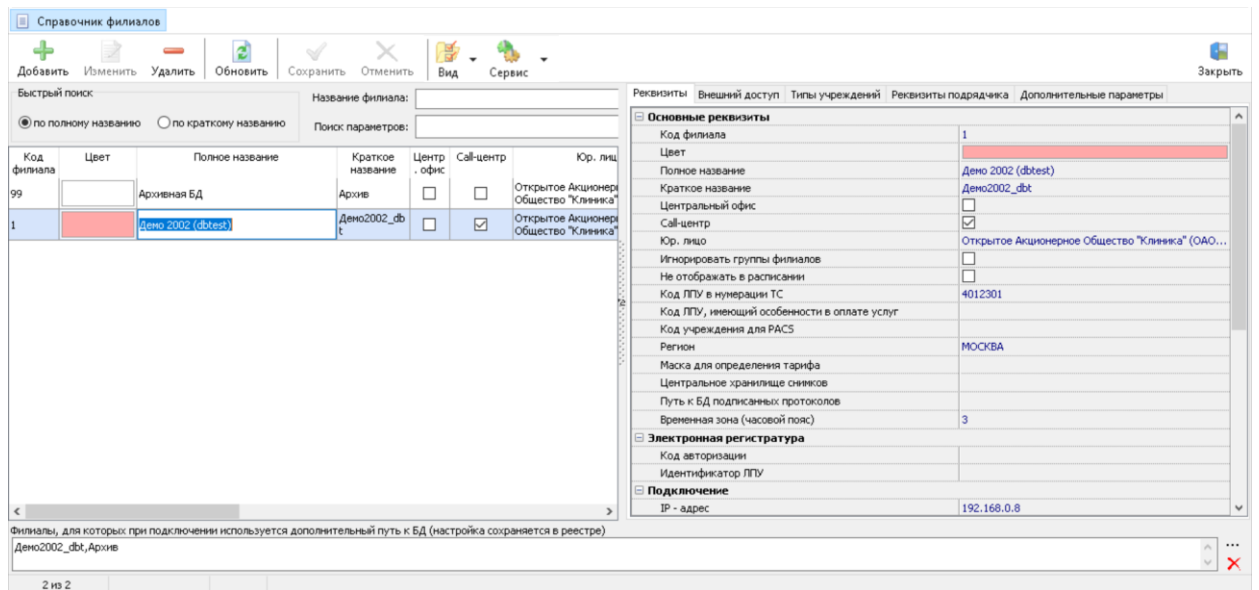 Справочник филиалов
Добавить Изменить Удалить Обновить Сохранить Отменить Вид Сервис Закрыть
Быстрый поиск
по полному названию по краткому названию
Название филиала:
Поиск параметров:
Код филиала Цвет Полное название Краткое название Центр. офис Call-центр Юр. лиц
99 Архивная БД Архив Открытое Акционер Общество "Клиника"
1 Демо 2002 (dbtest) Демо2002_dbt Открытое Акционер Общество "Клиника"
Реквизиты Внешний доступ Типы учреждений Реквизиты подрядчика Дополнительные параметры
Основные реквизиты
Код филиала 1
Цвет
Полное название Демо 2002 (dbtest)
Краткое название Демо2002_dbt
Центральный офис
Call-центр
Юр. лицо Открытое Акционерное Общество "Клиника" (ОАО...
Игнорировать группы филиалов
Не отображать в расписании
Код ЛПУ в нумерации ТС 4012301
Код ЛПУ, имеющий особенности в оплате услуг
Код учреждения для PACS
Регион МОСКВА
Маска для определения тарифа
Центральное хранилище снимков
Путь к БД подписанных протоколов
Временная зона (часовой пояс) 3
Электронная регистратура
Код авторизации
Идентификатор ЛПУ
Подключение
IP - адрес 192.168.0.8
Филиалы, для которых при подключении используется дополнительный путь к БД (настройка сохраняется в реестре)
Демо2002_dbt,Архив
2 из 2